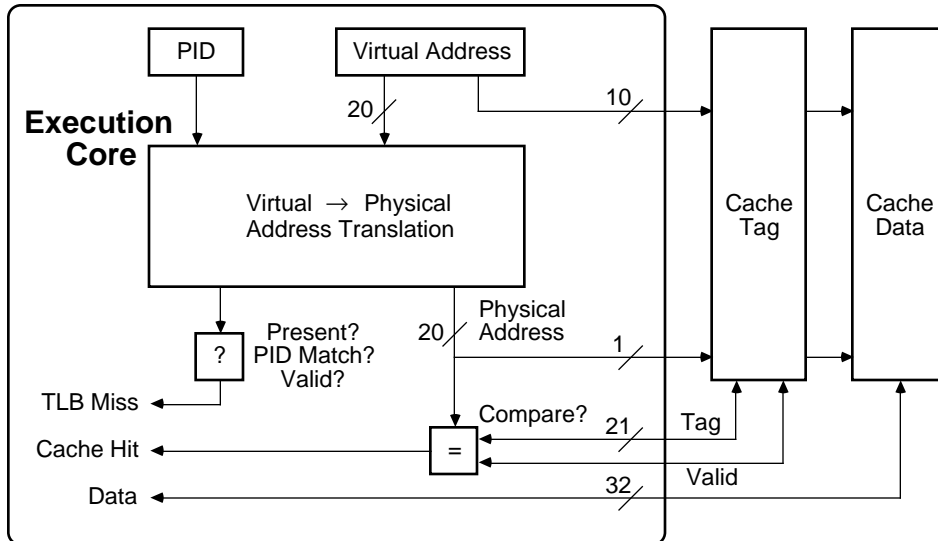 PID
Virtual Address
20
10
Execution
Core
Virtual → Physical
Address Translation
Cache
Tag
Cache
Data
Physical
Address
20
1
?
Present?
PID Match?
Valid?
TLB Miss
Compare?
21
Tag
Cache Hit
=
Valid
32
Data